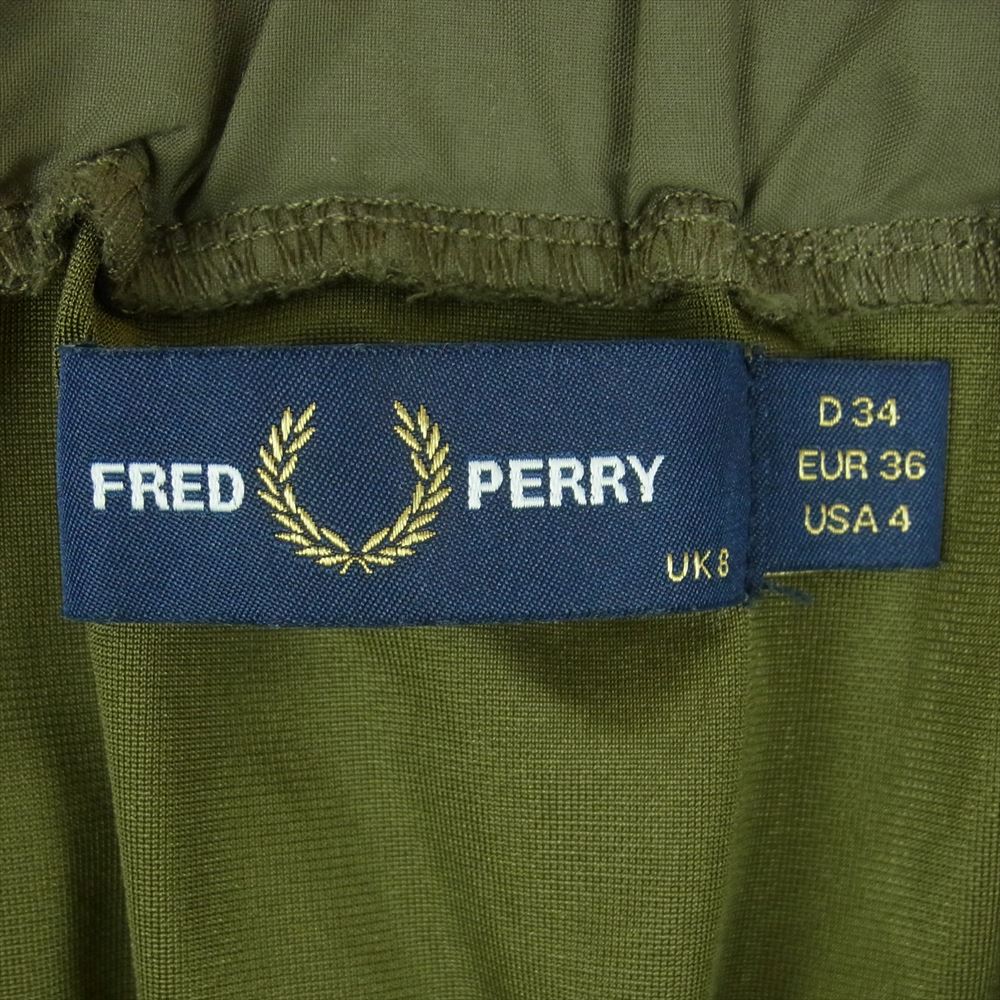 FRED PERRY
UK 8
D 34
EUR 36
USA 4